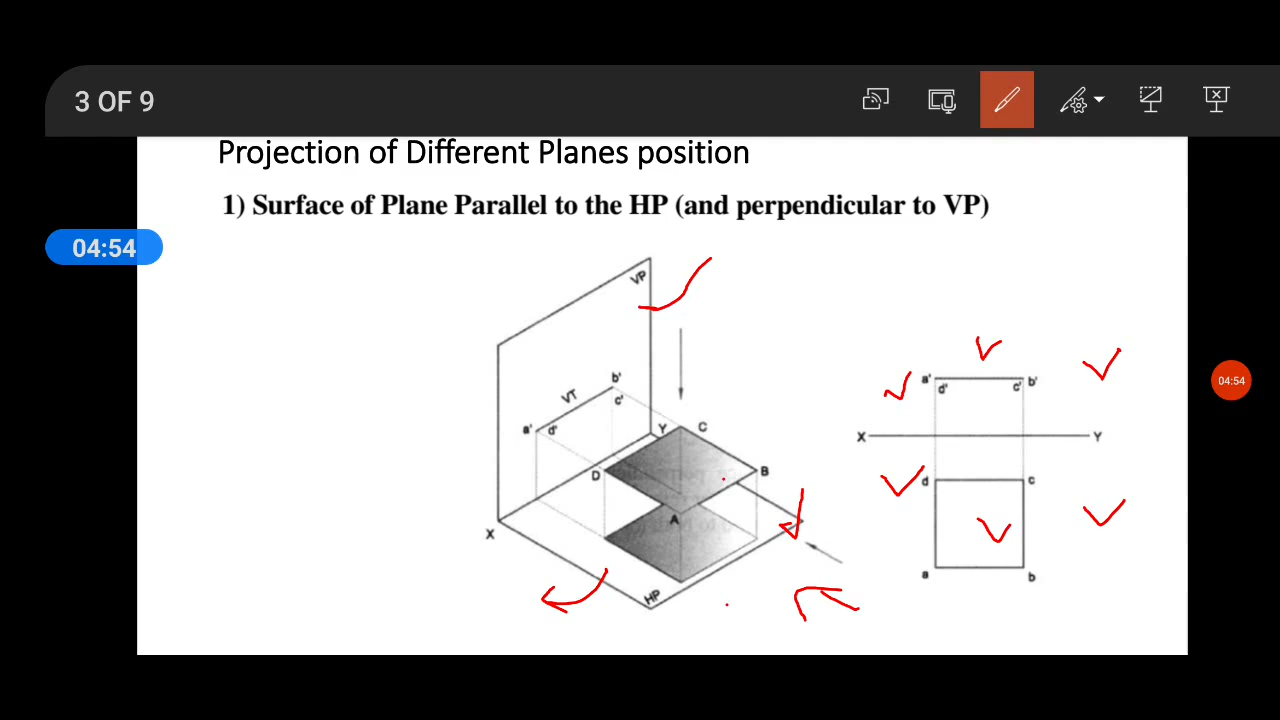 3 OF 9
Projection of Different Planes position
1) Surface of Plane Parallel to the HP (and perpendicular to VP)
04:54
VP
VT
b'
c'
a'
d'
Y
C
D
B
A
X
HP
a'
d'
c'
b'
X
Y
d
c
a
b
04:54